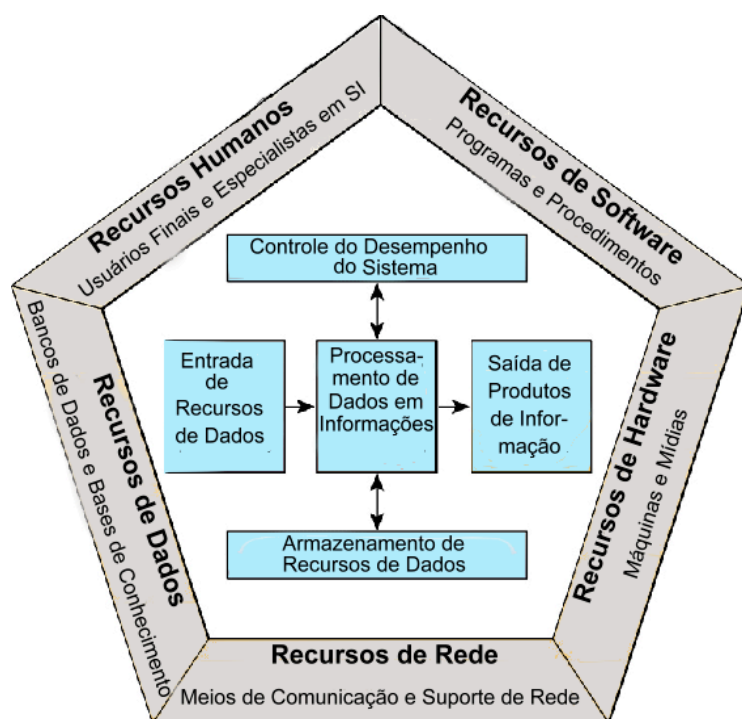 Recursos Humanos
Usuários Finais e Especialistas em SI
Recursos de Software
Programas e Procedimentos
Controle do Desempenho
do Sistema
Entrada
de
Recursos
de Dados
Processa-
mento de
Dados em
Informações
Saída de
Produtos
de Infor-
mação
Armazenamento de
Recursos de Dados
Recursos de Dados
Bancos de Dados e Bases de Conhecimento
Recursos de Hardware
Máquinas e Mídias
Recursos de Rede
Meios de Comunicação e Suporte de Rede